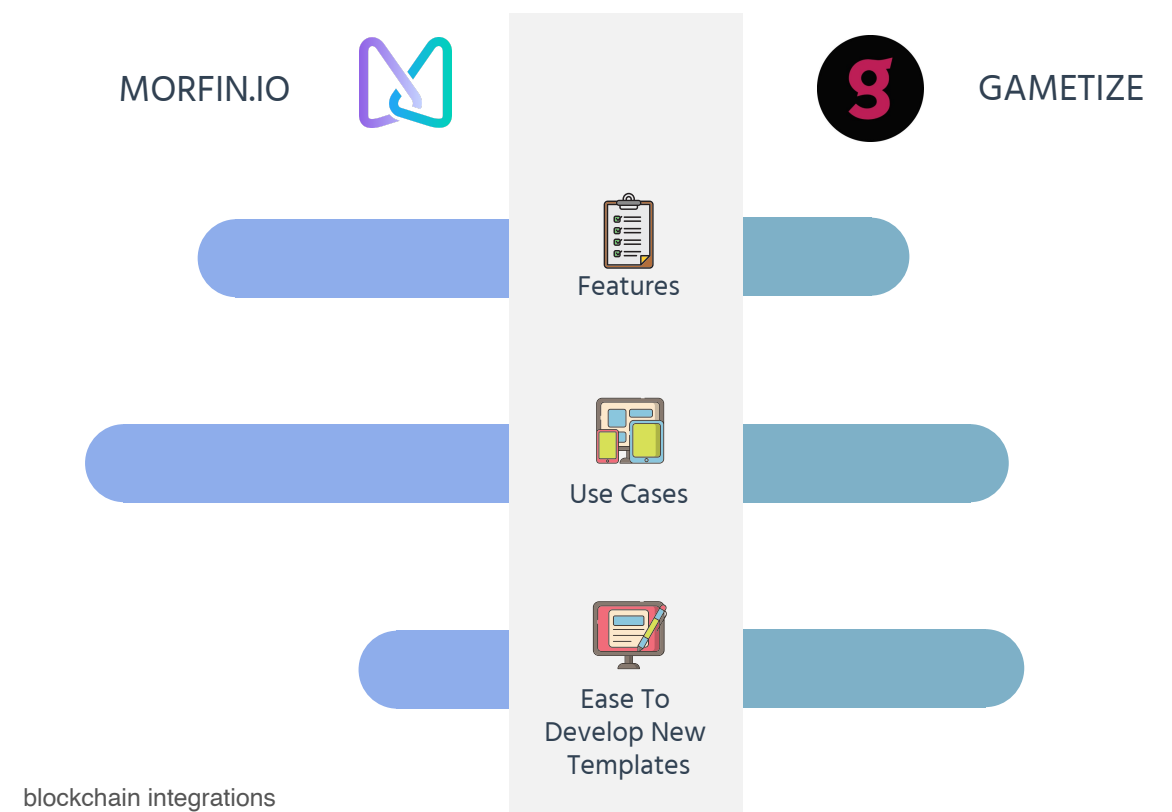 MORFIN.IO
GAMETIZE
Features
Use Cases
Ease To
Develop New
Templates
blockchain integrations